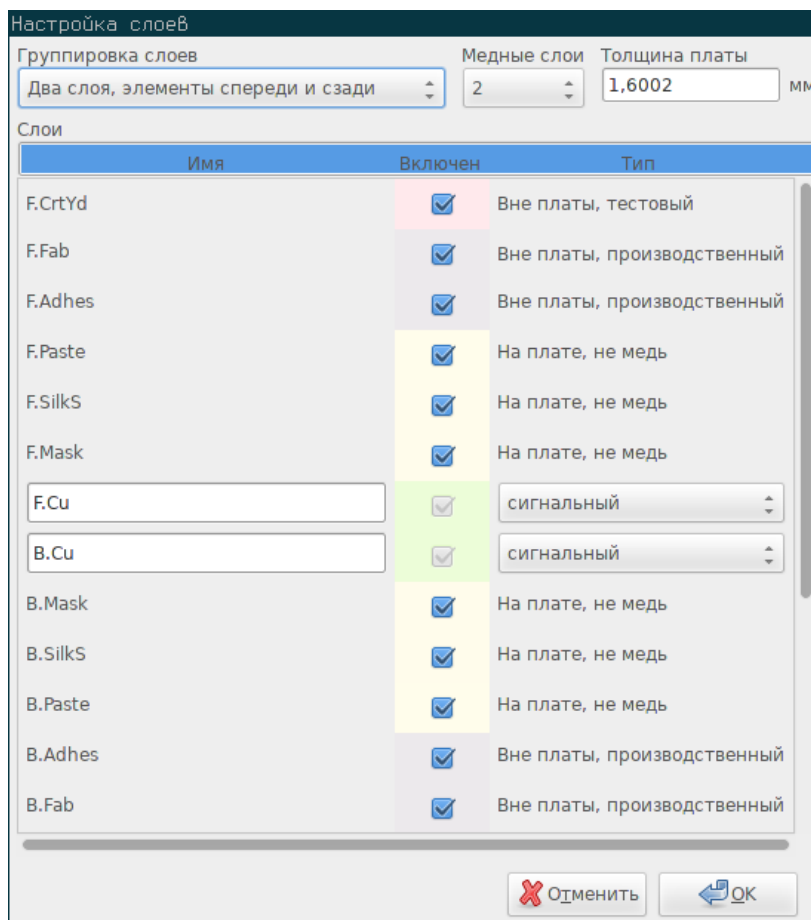 Настройка слоев
Группировка слоев Медные слои Толщина платы
Два слоя, элементы спереди и сзади 2 1,6002 мм
Слои
Имя Включен Тип
F.CrtYd Вне платы, тестовый
F.Fab Вне платы, производственный
F.Adhes Вне платы, производственный
F.Paste На плате, не медь
F.SilkS На плате, не медь
F.Mask На плате, не медь
F.Cu сигнальный
B.Cu сигнальный
B.Mask На плате, не медь
B.SilkS На плате, не медь
B.Paste На плате, не медь
B.Adhes Вне платы, производственный
B.Fab Вне платы, производственный
Отменить OK